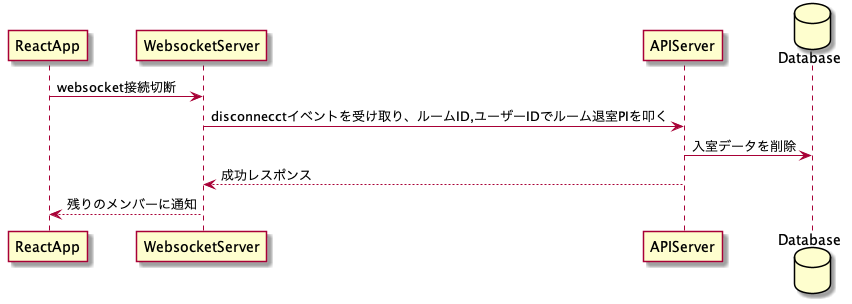 Database
ReactApp
WebsocketServer
APIServer
websocket接続切断
disconnecctイベントを受け取り、ルームID,ユーザーIDでルーム退室PIを叩く
入室データを削除
成功レスポンス
残りのメンバーに通知
ReactApp
WebsocketServer
APIServer
Database